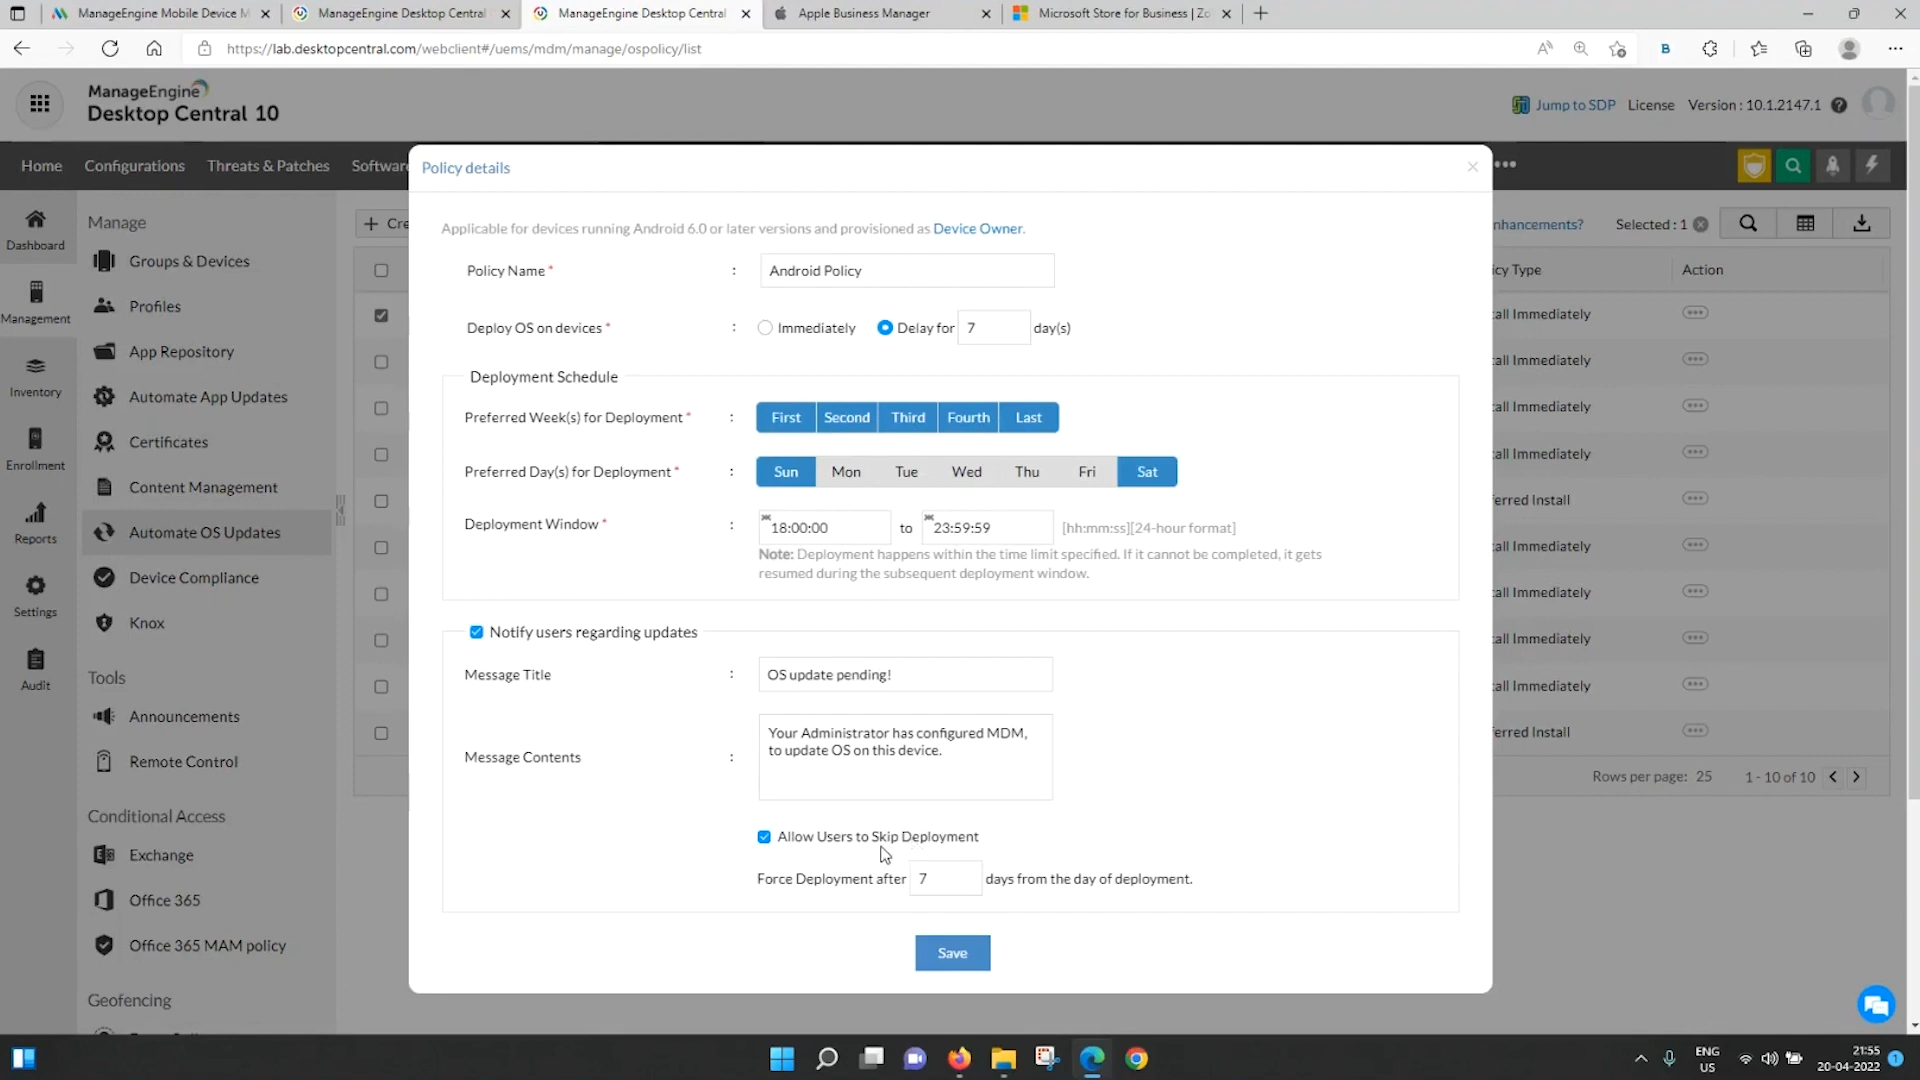 ManageEngine Mobile Device M
ManageEngine Desktop Central
ManageEngine Desktop Central
Apple Business Manager
Microsoft Store for Business | Zo
https://lab.desktopcentral.com/webclient#/uems/mdm/manage/ospolicy/list
ManageEngine
Desktop Central 10
Jump to SDP
License
Version : 10.1.2147.1
Home
Configurations
Threats & Patches
Software
Dashboard
Management
Inventory
Enrollment
Reports
Settings
Audit
Manage
Groups & Devices
Profiles
App Repository
Automate App Updates
Certificates
Content Management
Automate OS Updates
Device Compliance
Knox
Tools
Announcements
Remote Control
Conditional Access
Exchange
Office 365
Office 365 MAM policy
Geofencing
+ Cre
Policy details
Applicable for devices running Android 6.0 or later versions and provisioned as Device Owner.
Policy Name * : Android Policy
Deploy OS on devices * : Immediately Delay for 7 day(s)
Deployment Schedule
Preferred Week(s) for Deployment * : First Second Third Fourth Last
Preferred Day(s) for Deployment * : Sun Mon Tue Wed Thu Fri Sat
Deployment Window * : 18:00:00 to 23:59:59 [hh:mm:ss][24-hour format]
Note: Deployment happens within the time limit specified. If it cannot be completed, it gets
resumed during the subsequent deployment window.
Notify users regarding updates
Message Title : OS update pending!
Message Contents :
Your Administrator has configured MDM,
to update OS on this device.
Allow Users to Skip Deployment
Force Deployment after 7 days from the day of deployment.
Save
nhancements?
Selected : 1
icy Type
Action
all Immediately
all Immediately
all Immediately
all Immediately
erred Install
all Immediately
all Immediately
all Immediately
all Immediately
erred Install
Rows per page: 25
1 - 10 of 10
ENG
US
21:55
20-04-2022
1